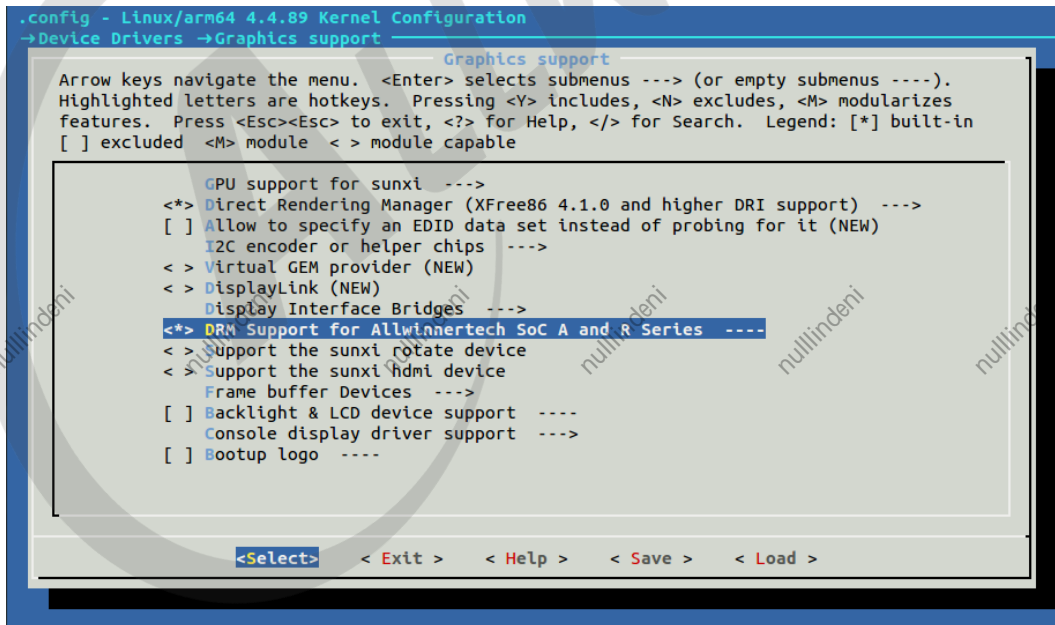 .config - Linux/arm64 4.4.89 Kernel Configuration
→Device Drivers →Graphics support
Graphics support
Arrow keys navigate the menu. <Enter> selects submenus ---> (or empty submenus ----).
Highlighted letters are hotkeys. Pressing <Y> includes, <N> excludes, <M> modularizes
features. Press <Esc><Esc> to exit, <?> for Help, </> for Search. Legend: [*] built-in
[ ] excluded <M> module < > module capable
GPU support for sunxi --->
<*> Direct Rendering Manager (XFree86 4.1.0 and higher DRI support) --->
[ ] Allow to specify an EDID data set instead of probing for it (NEW)
I2C encoder or helper chips --->
< > Virtual GEM provider (NEW)
< > DisplayLink (NEW)
Display Interface Bridges --->
<*> DRM Support for Allwinnertech SoC A and R Series ----
< > Support the sunxi rotate device
< > Support the sunxi hdmi device
Frame buffer Devices --->
[ ] Backlight & LCD device support ----
Console display driver support --->
[ ] Bootup logo ----
<Select> < Exit > < Help > < Save > < Load >
nulllindeni nulllindeni nulllindeni nulllindeni nulllindeni